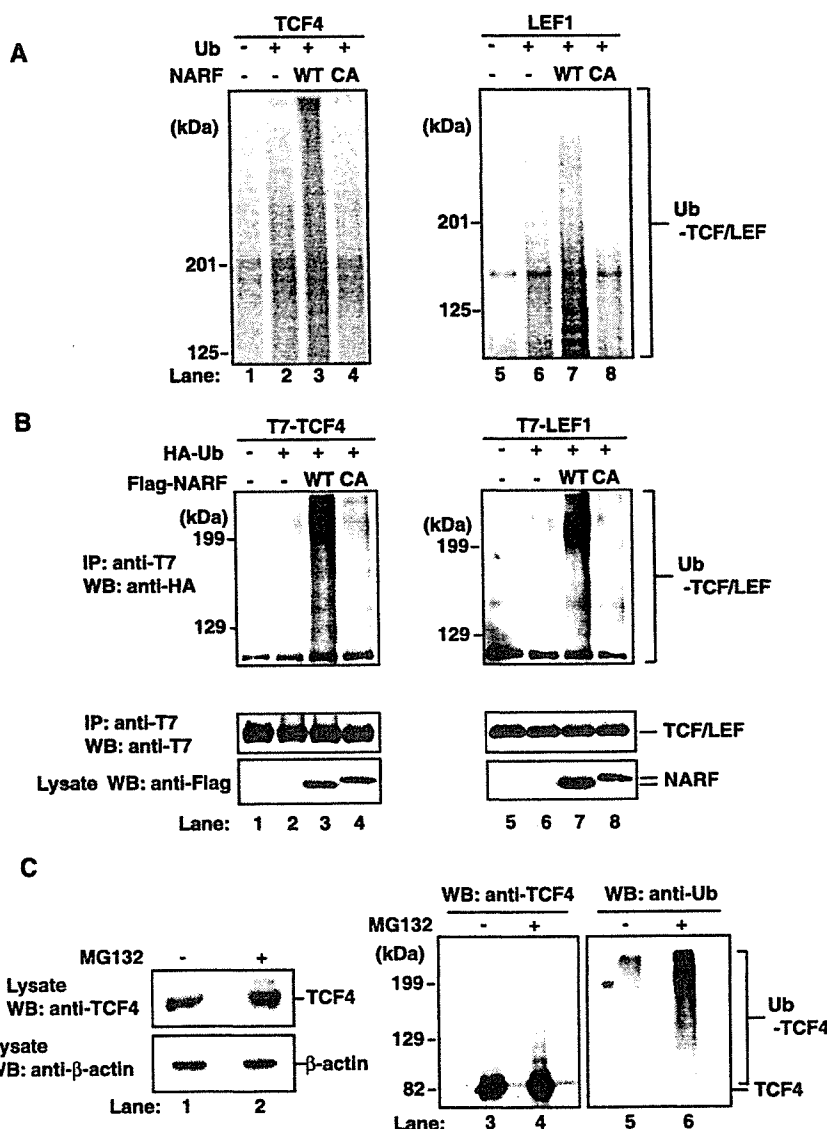 A
TCF4
LEF1
Ub - + + +
- + + +
NARF - - WT CA
- - WT CA
(kDa)
(kDa)
201
201
125
125
Ub
-TCF/LEF
Lane: 1 2 3 4
5 6 7 8
B
T7-TCF4
T7-LEF1
HA-Ub - + + +
- + + +
Flag-NARF - - WT CA
- - WT CA
(kDa)
(kDa)
199
199
IP: anti-T7
WB: anti-HA
129
129
Ub
-TCF/LEF
IP: anti-T7
WB: anti-T7
TCF/LEF
Lysate WB: anti-Flag
NARF
Lane: 1 2 3 4
5 6 7 8
C
MG132 - +
Lysate
WB: anti-TCF4
TCF4
ysate
VB: anti-β-actin
β-actin
Lane: 1 2
WB: anti-TCF4
WB: anti-Ub
MG132 - +
- +
(kDa)
199
129
82
Ub
-TCF4
TCF4
Lane: 3 4
5 6